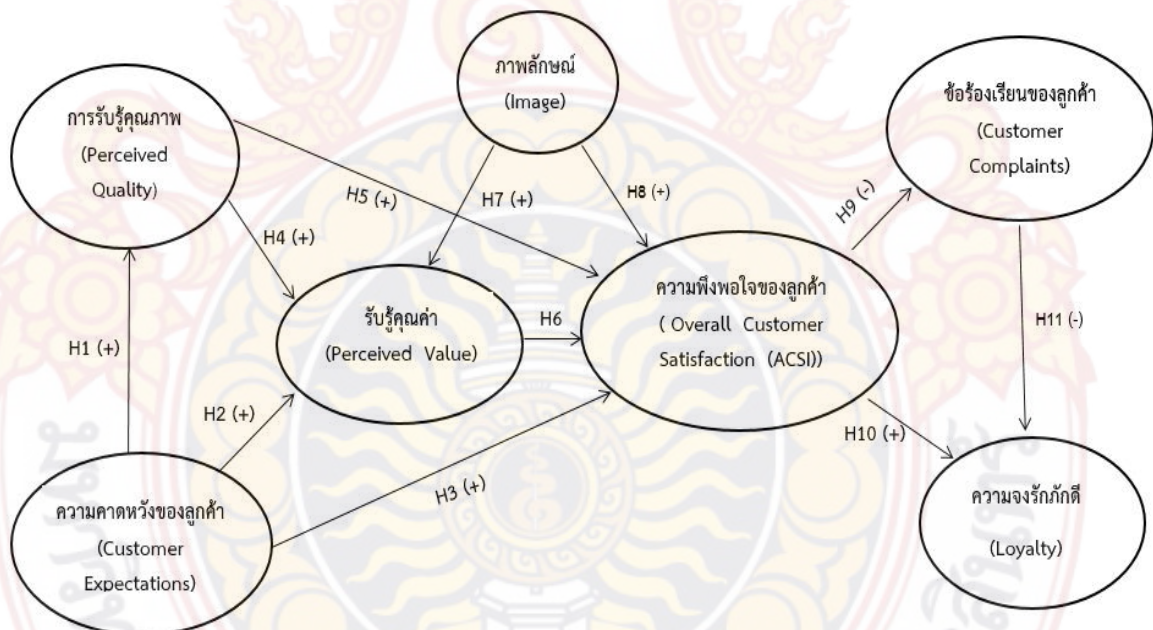 ภาพลักษณ์
(Image)
การรับรู้คุณภาพ
(Perceived
Quality)
ข้อร้องเรียนของลูกค้า
(Customer
Complaints)
H5 (+)
H7 (+)
H8 (+)
H9 (-)
H4 (+)
รับรู้คุณค่า
(Perceived Value)
H6
ความพึงพอใจของลูกค้า
( Overall Customer
Satisfaction (ACSI))
H1 (+)
H11 (-)
H2 (+)
H10 (+)
H3 (+)
ความคาดหวังของลูกค้า
(Customer
Expectations)
ความจงรักภักดี
(Loyalty)